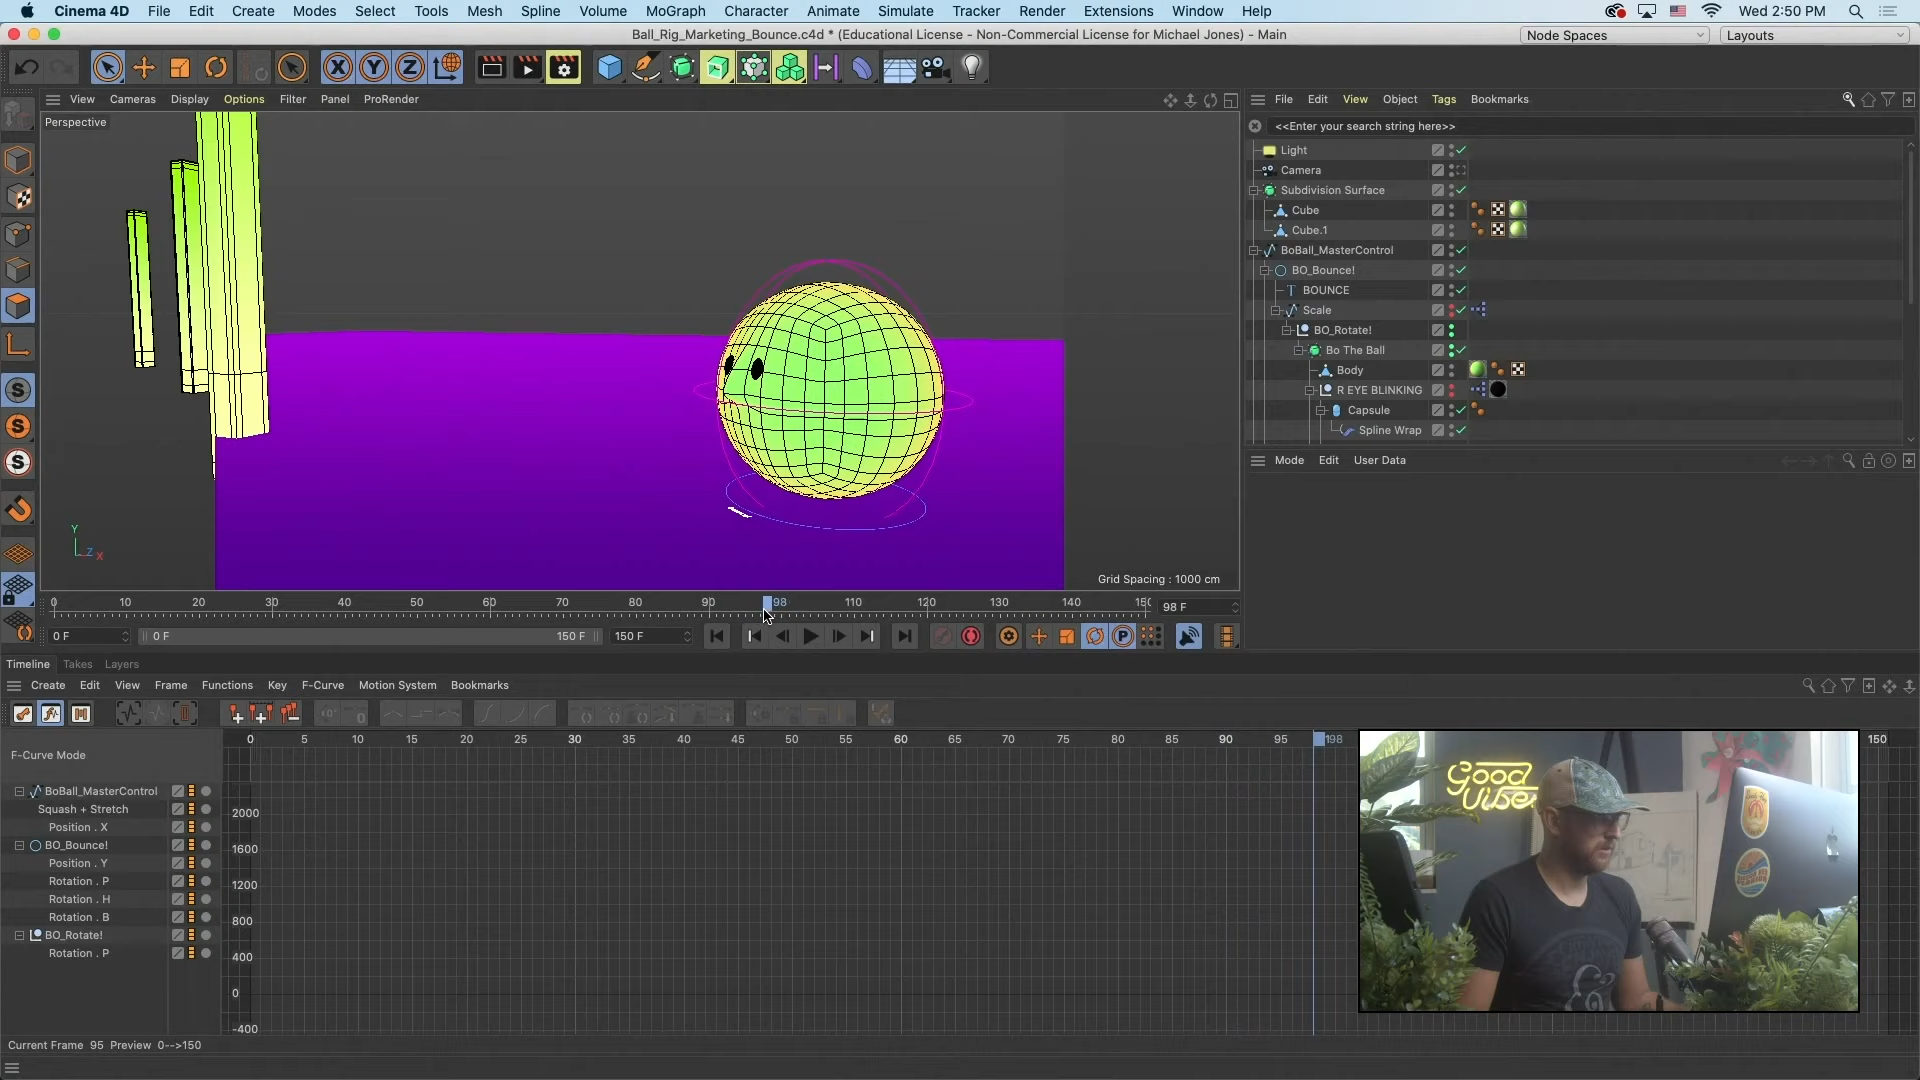 Cinema 4D File Edit Create Modes Select Tools Mesh Spline Volume MoGraph Character Animate Simulate Tracker Render Extensions Window Help Wed 2:50 PM
Ball_Rig_Marketing_Bounce.c4d * (Educational License - Non-Commercial License for Michael Jones) - Main
Node Spaces Layouts
X Y Z
View Cameras Display Options Filter Panel ProRender
File Edit View Object Tags Bookmarks
Perspective
<<Enter your search string here>>
Light
Camera
Subdivision Surface
Cube
Cube.1
BoBall_MasterControl
BO_Bounce!
BOUNCE
Scale
BO_Rotate!
Bo The Ball
Body
R EYE BLINKING
Capsule
Spline Wrap
Mode Edit User Data
Y
Z X
Grid Spacing : 1000 cm
0 10 20 30 40 50 60 70 80 90 98 110 120 130 140 150 98 F
0 F 0 F 150 F 150 F
Timeline Takes Layers
Create Edit View Frame Functions Key F-Curve Motion System Bookmarks
0 5 10 15 20 25 30 35 40 45 50 55 60 65 70 75 80 85 90 95 198 150
F-Curve Mode
BoBall_MasterControl
Squash + Stretch
Position . X
BO_Bounce!
Position . Y
Rotation . P
Rotation . H
Rotation . B
BO_Rotate!
Rotation . P
2000
1600
1200
800
400
0
-400
Good
Vibes
Current Frame 95 Preview 0-->150